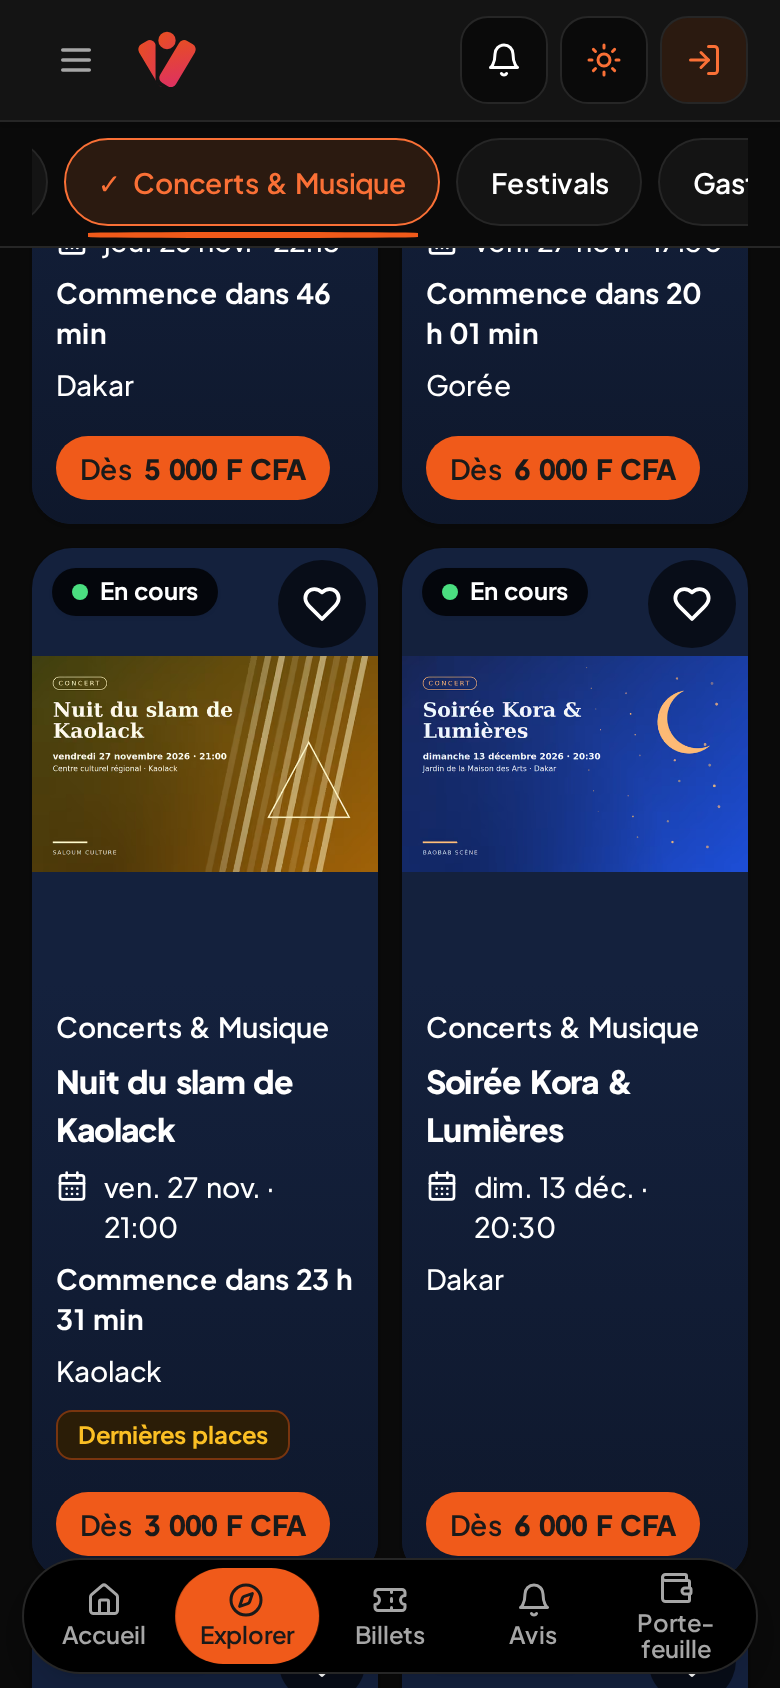 ✓ Concerts & Musique
Festivals
Commence dans 46
min
Dakar
Dès 5 000 F CFA
Commence dans 20
h 01 min
Gorée
Dès 6 000 F CFA
En cours
CONCERT
Nuit du slam de
Kaolack
vendredi 27 novembre 2026 · 21:00
Centre culturel régional · Kaolack
SALOUM CULTURE
Concerts & Musique
Nuit du slam de
Kaolack
ven. 27 nov. ·
21:00
Commence dans 23 h
31 min
Kaolack
Dernières places
Dès 3 000 F CFA
En cours
CONCERT
Soirée Kora &
Lumières
dimanche 13 décembre 2026 · 20:30
Jardin de la Maison des Arts · Dakar
BAOBAB SCÈNE
Concerts & Musique
Soirée Kora &
Lumières
dim. 13 déc. ·
20:30
Dakar
Dès 6 000 F CFA
Accueil
Explorer
Billets
Avis
Porte-
feuille